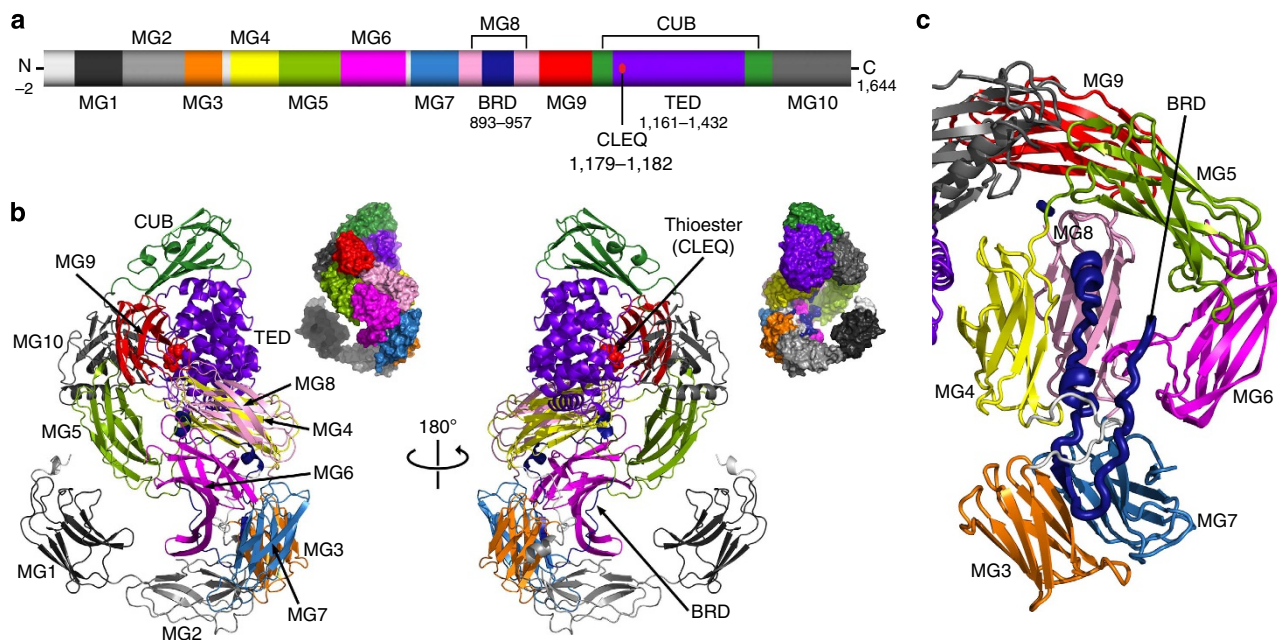 a
MG2 MG4 MG6 MG8 CUB
N
–2
C
1,644
MG1 MG3 MG5 MG7 BRD MG9 TED MG10
893–957 1,161–1,432
CLEQ
1,179–1,182
b
CUB
MG9
MG10
TED
MG8
MG4
MG5
MG6
MG1
MG3
MG7
MG2
180°
Thioester
(CLEQ)
BRD
c
MG9
BRD
MG5
MG8
MG4
MG6
MG7
MG3